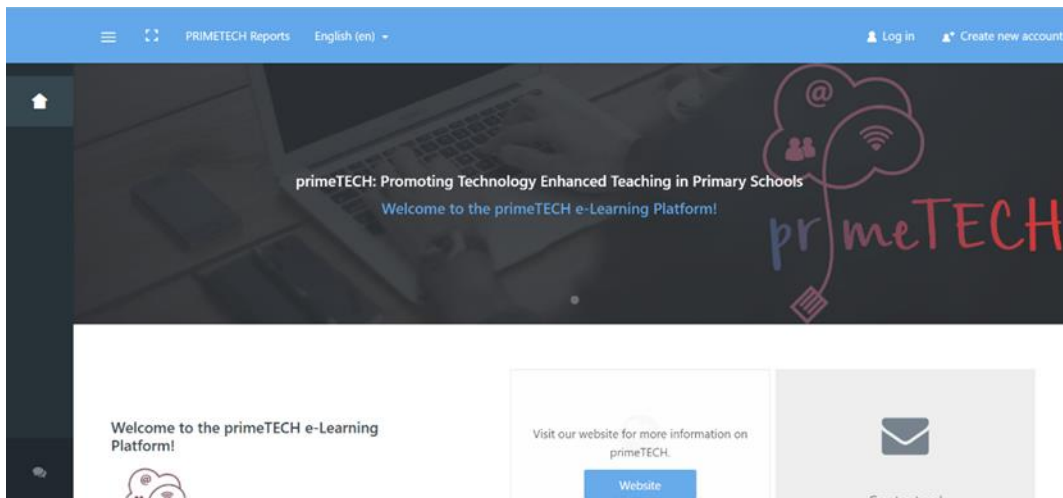 PRIMETECH Reports English (en)
Log in Create new account
primeTECH: Promoting Technology Enhanced Teaching in Primary Schools
Welcome to the primeTECH e-Learning Platform!
@
primeTECH
Welcome to the primeTECH e-Learning
Platform!
@
Visit our website for more information on
primeTECH.
Website